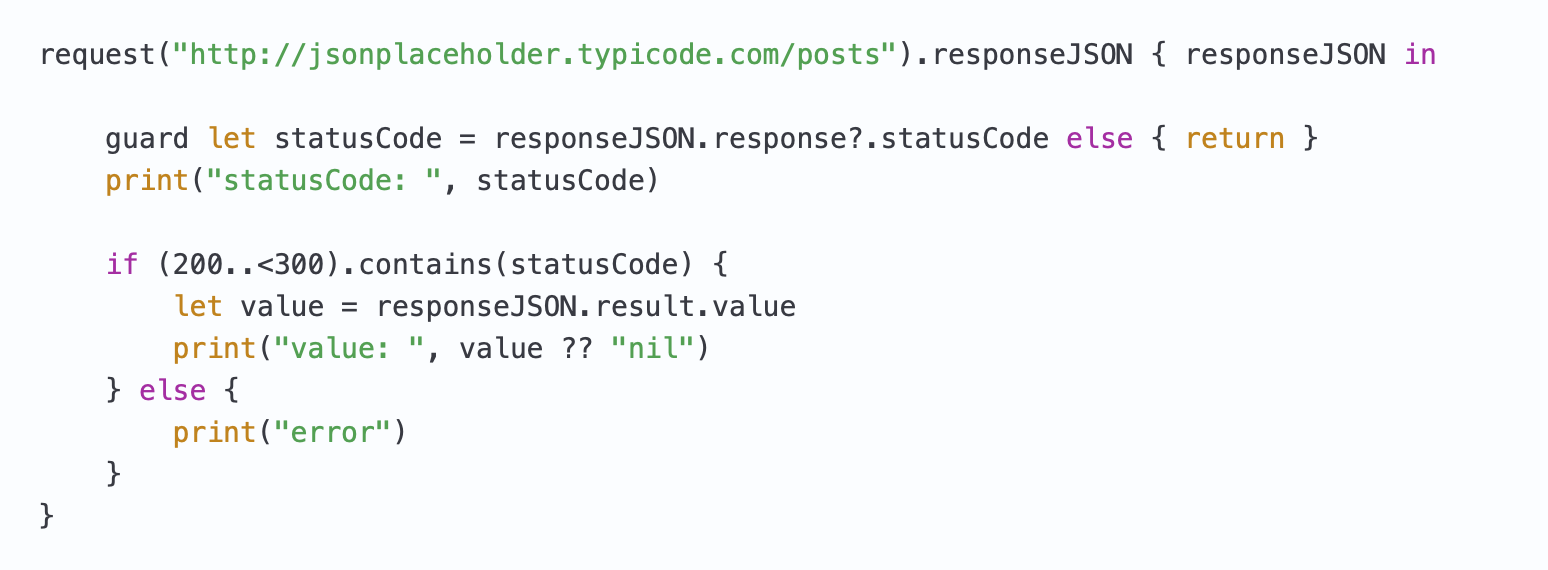 request("http://jsonplaceholder.typicode.com/posts").responseJSON { responseJSON in
guard let statusCode = responseJSON.response?.statusCode else { return }
print("statusCode: ", statusCode)
if (200..<300).contains(statusCode) {
let value = responseJSON.result.value
print("value: ", value ?? "nil")
} else {
print("error")
}
}